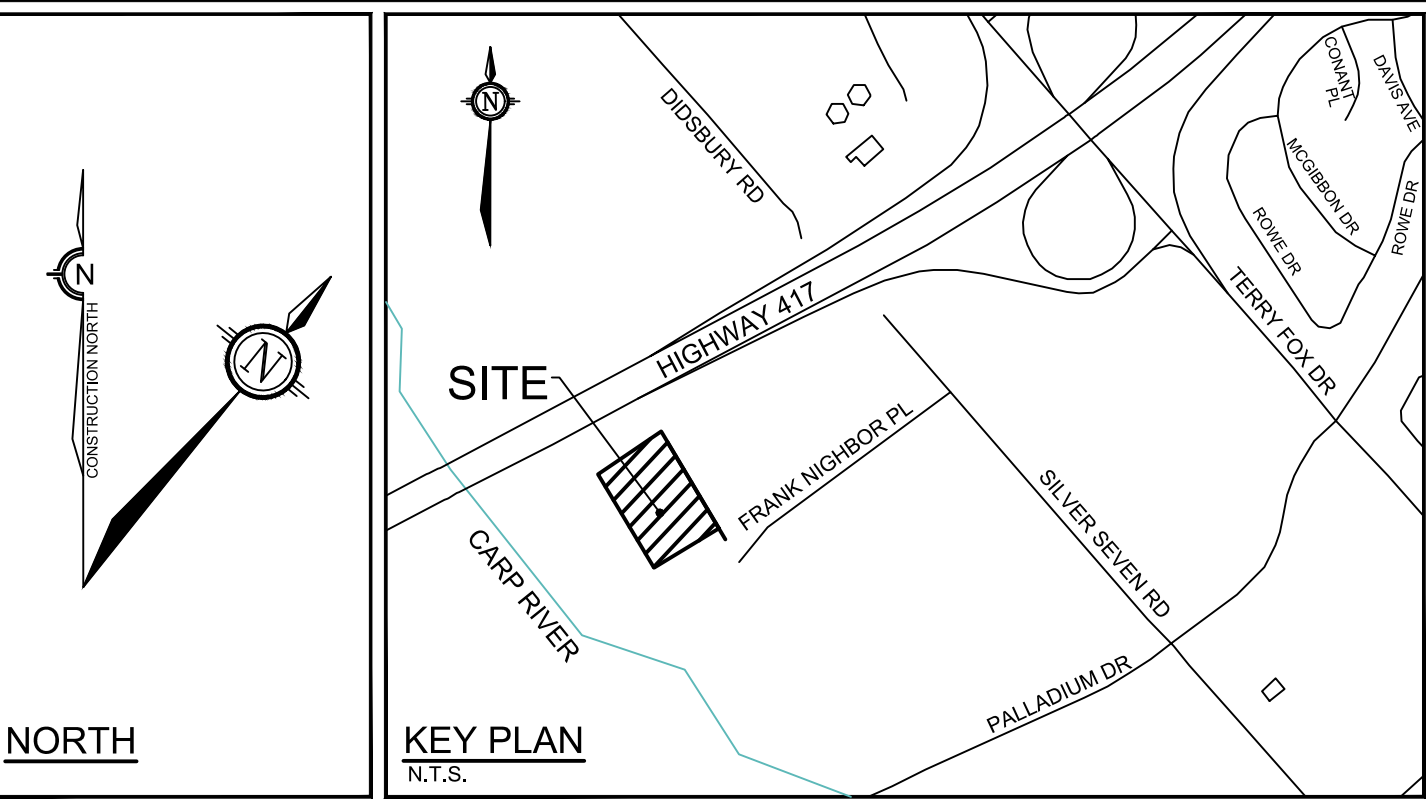 N
CONSTRUCTION NORTH
N
NORTH
N
DIDSBURY RD
CONANT
PL
DAVIS AVE
MCGIBBON DR
ROWE DR
ROWE DR
TERRY FOX DR
HIGHWAY 417
SITE
FRANK NIGHBOR PL
SILVER SEVEN RD
CARP RIVER
PALLADIUM DR
KEY PLAN
N.T.S.